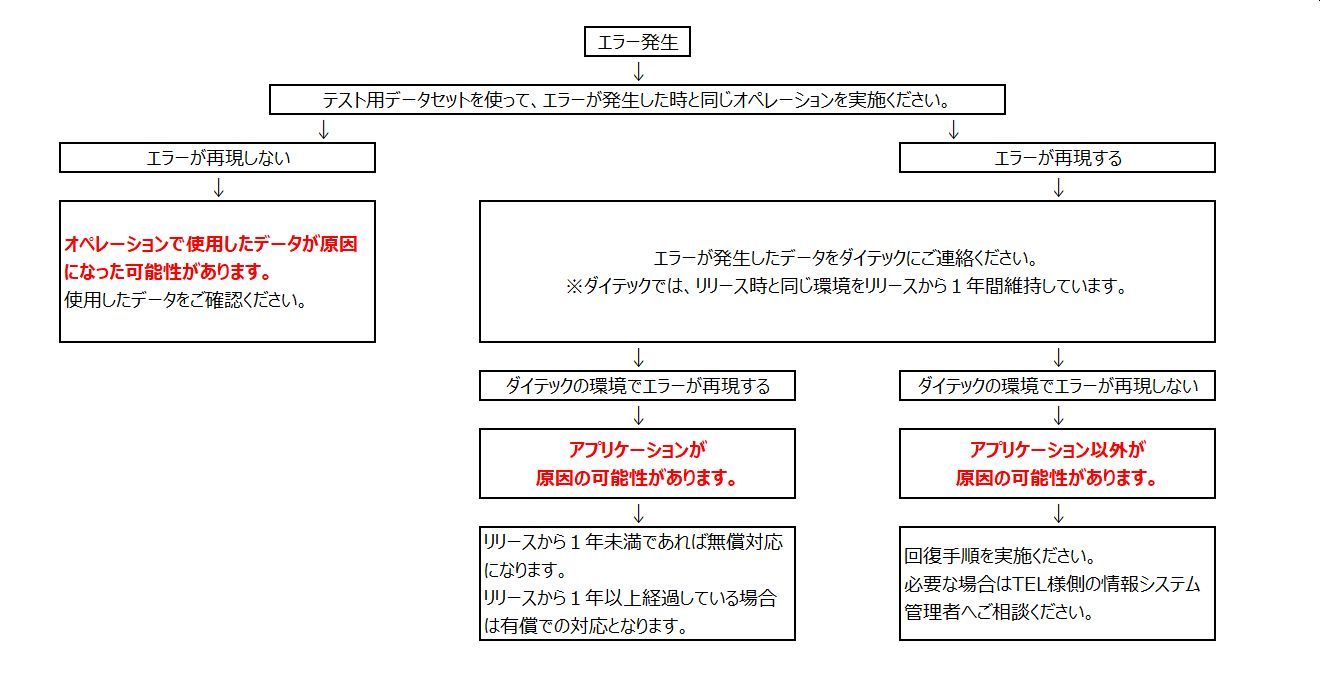 エラー発生
↓
テスト用データセットを使って、エラーが発生した時と同じオペレーションを実施ください。
↓ ↓
エラーが再現しない
エラーが再現する
↓ ↓
オペレーションで使用したデータが原因
になった可能性があります。
使用したデータをご確認ください。
エラーが発生したデータをダイテックにご連絡ください。
※ダイテックでは、リリース時と同じ環境をリリースから１年間維持しています。
↓ ↓
ダイテックの環境でエラーが再現する
ダイテックの環境でエラーが再現しない
↓ ↓
アプリケーションが
原因の可能性があります。
アプリケーション以外が
原因の可能性があります。
↓ ↓
リリースから１年未満であれば無償対応
になります。
リリースから１年以上経過している場合
は有償での対応となります。
回復手順を実施ください。
必要な場合はTEL様側の情報システム
管理者へご相談ください。